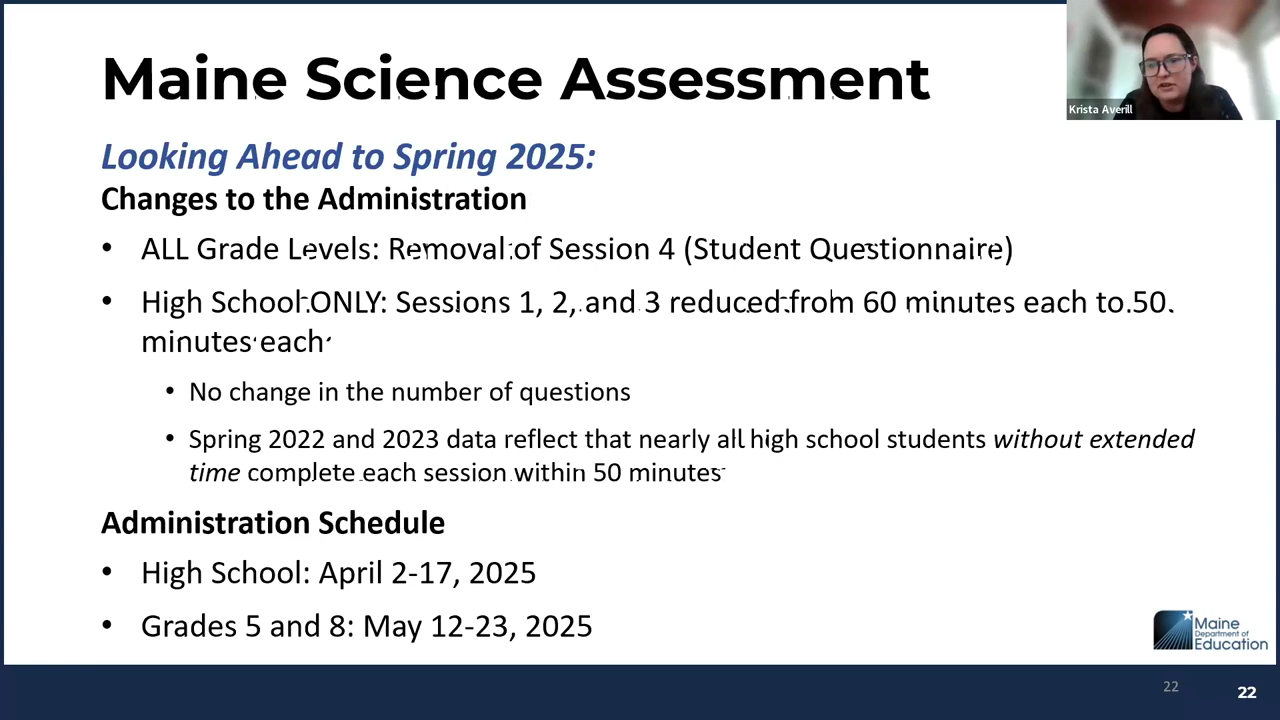 Maine Science Assessment
Krista Averill
Looking Ahead to Spring 2025:
Changes to the Administration
• ALL Grade Levels: Removal of Session 4 (Student Questionnaire)
• High School ONLY: Sessions 1, 2, and 3 reduced from 60 minutes each to 50
minutes each
• No change in the number of questions
• Spring 2022 and 2023 data reflect that nearly all high school students without extended
time complete each session within 50 minutes
Administration Schedule
• High School: April 2-17, 2025
• Grades 5 and 8: May 12-23, 2025
Maine
Department of
Education
22
22